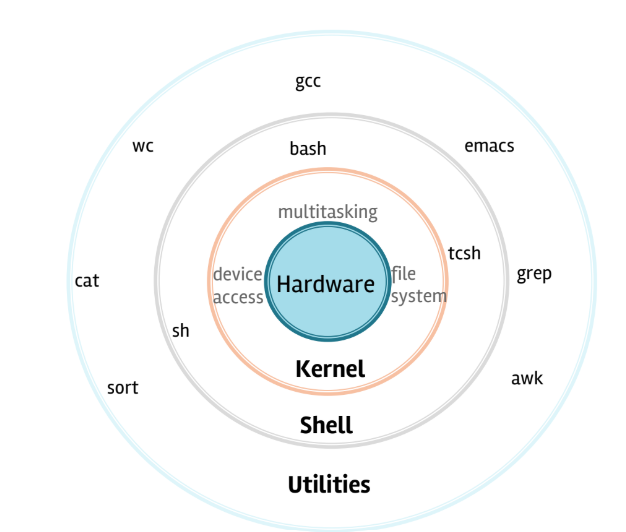 gcc
wc
bash
emacs
multitasking
tcsh
device
access
Hardware
file
system
grep
cat
sh
Kernel
awk
sort
Shell
Utilities